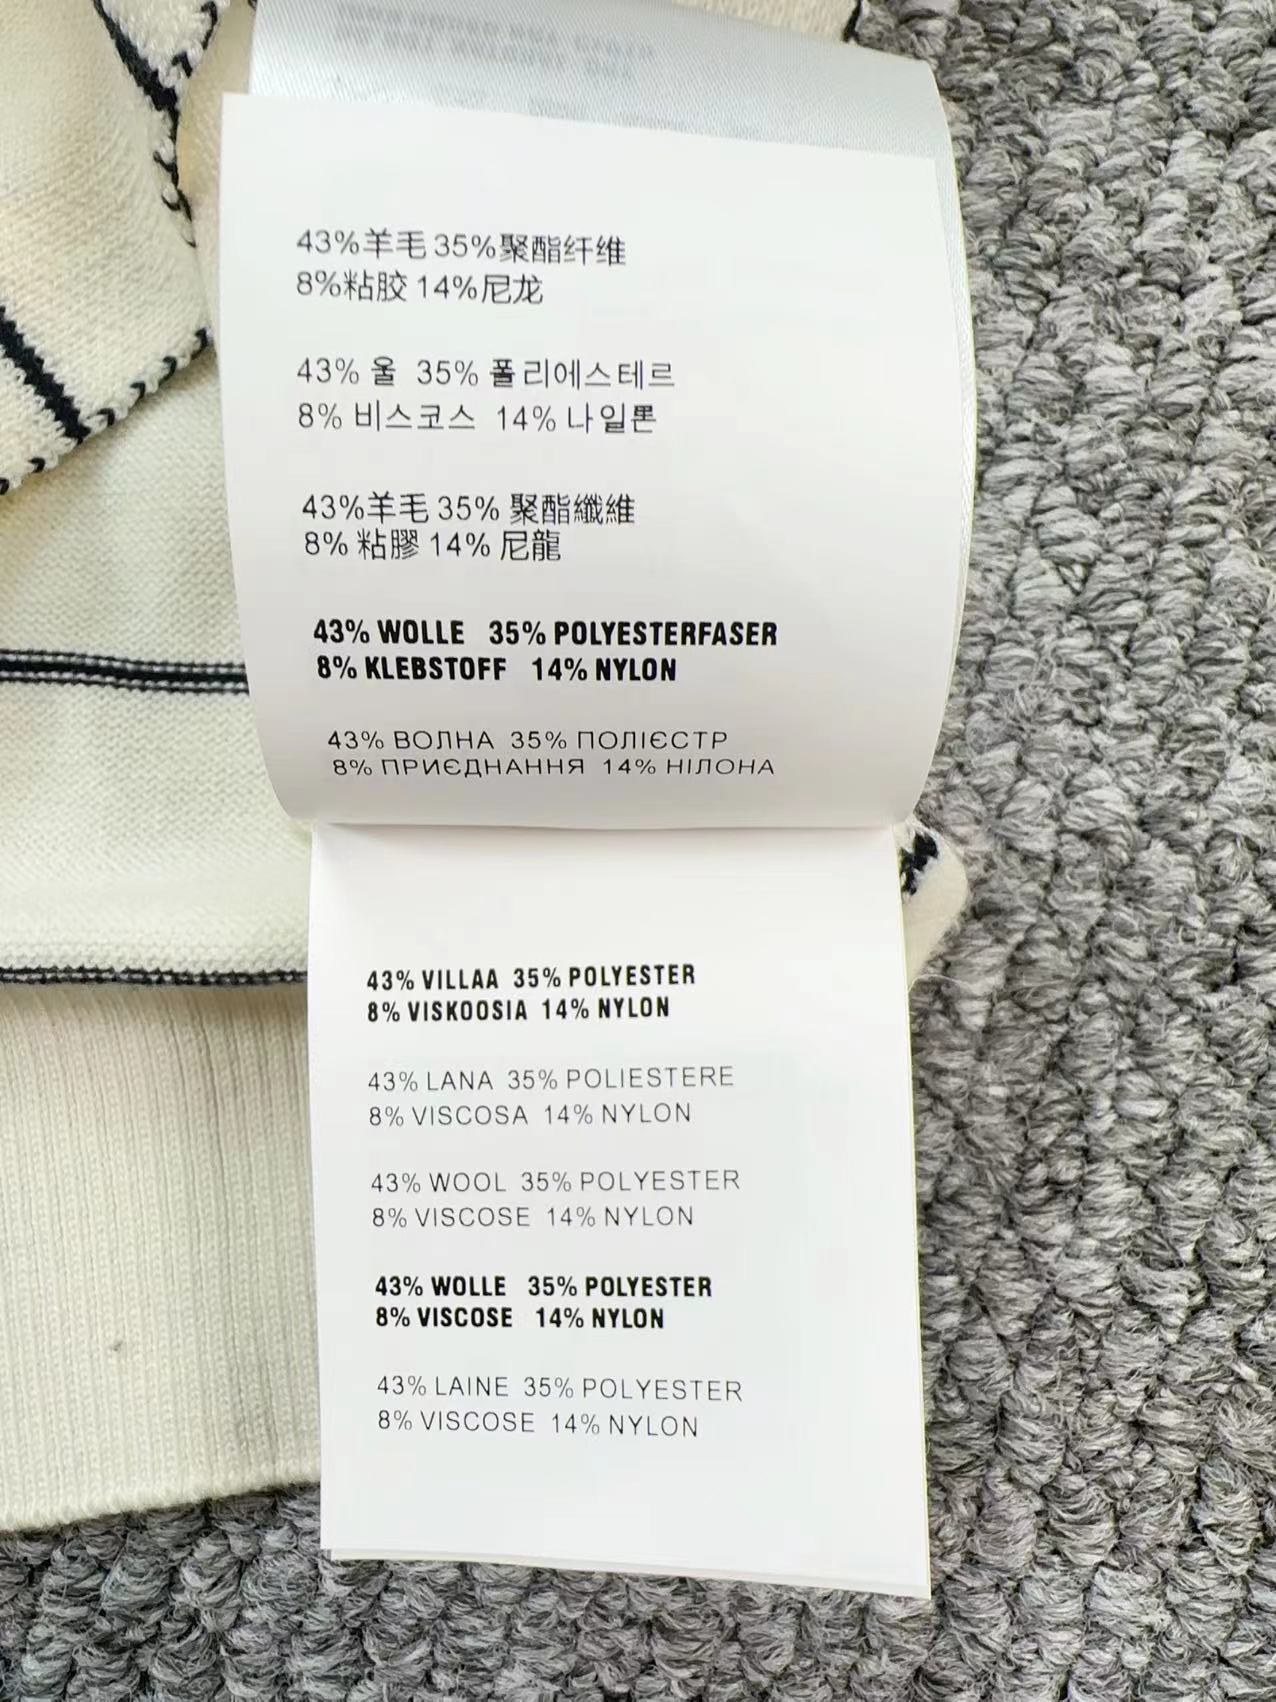 43%羊毛 35%聚酯纤维
8%粘胶 14%尼龙
43% 울 35% 폴리에스테르
8% 비스코스 14% 나일론
43%羊毛 35% 聚酯纖維
8% 粘膠 14% 尼龍
43% WOLLE 35% POLYESTERFASER
8% KLEBSTOFF 14% NYLON
43% ВОЛНА 35% ПОЛІЄСТР
8% ПРИЄДНАННЯ 14% НІЛОНА
43% VILLAA 35% POLYESTER
8% VISKOOSIA 14% NYLON
43% LANA 35% POLIESTERE
8% VISCOSA 14% NYLON
43% WOOL 35% POLYESTER
8% VISCOSE 14% NYLON
43% WOLLE 35% POLYESTER
8% VISCOSE 14% NYLON
43% LAINE 35% POLYESTER
8% VISCOSE 14% NYLON